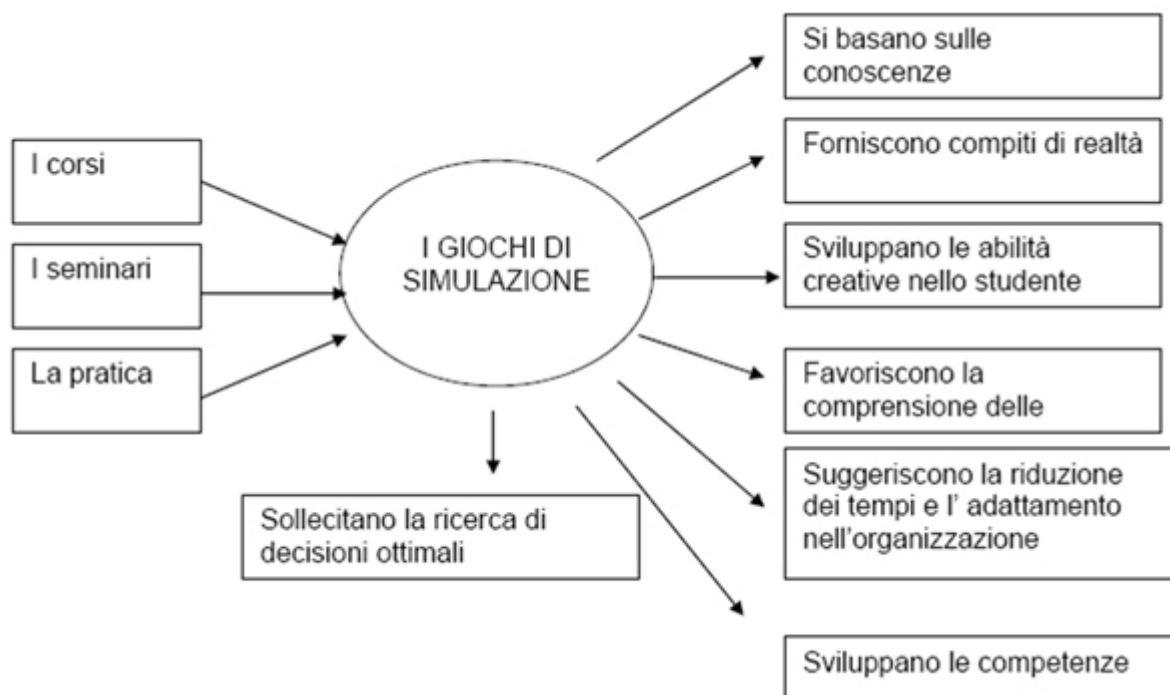 I corsi
I seminari
La pratica
I GIOCHI DI
SIMULAZIONE
Si basano sulle
conoscenze
Forniscono compiti di realtà
Sviluppano le abilità
creative nello studente
Favoriscono la
comprensione delle
Suggeriscono la riduzione
dei tempi e l' adattamento
nell'organizzazione
Sviluppano le competenze
Sollecitano la ricerca di
decisioni ottimali